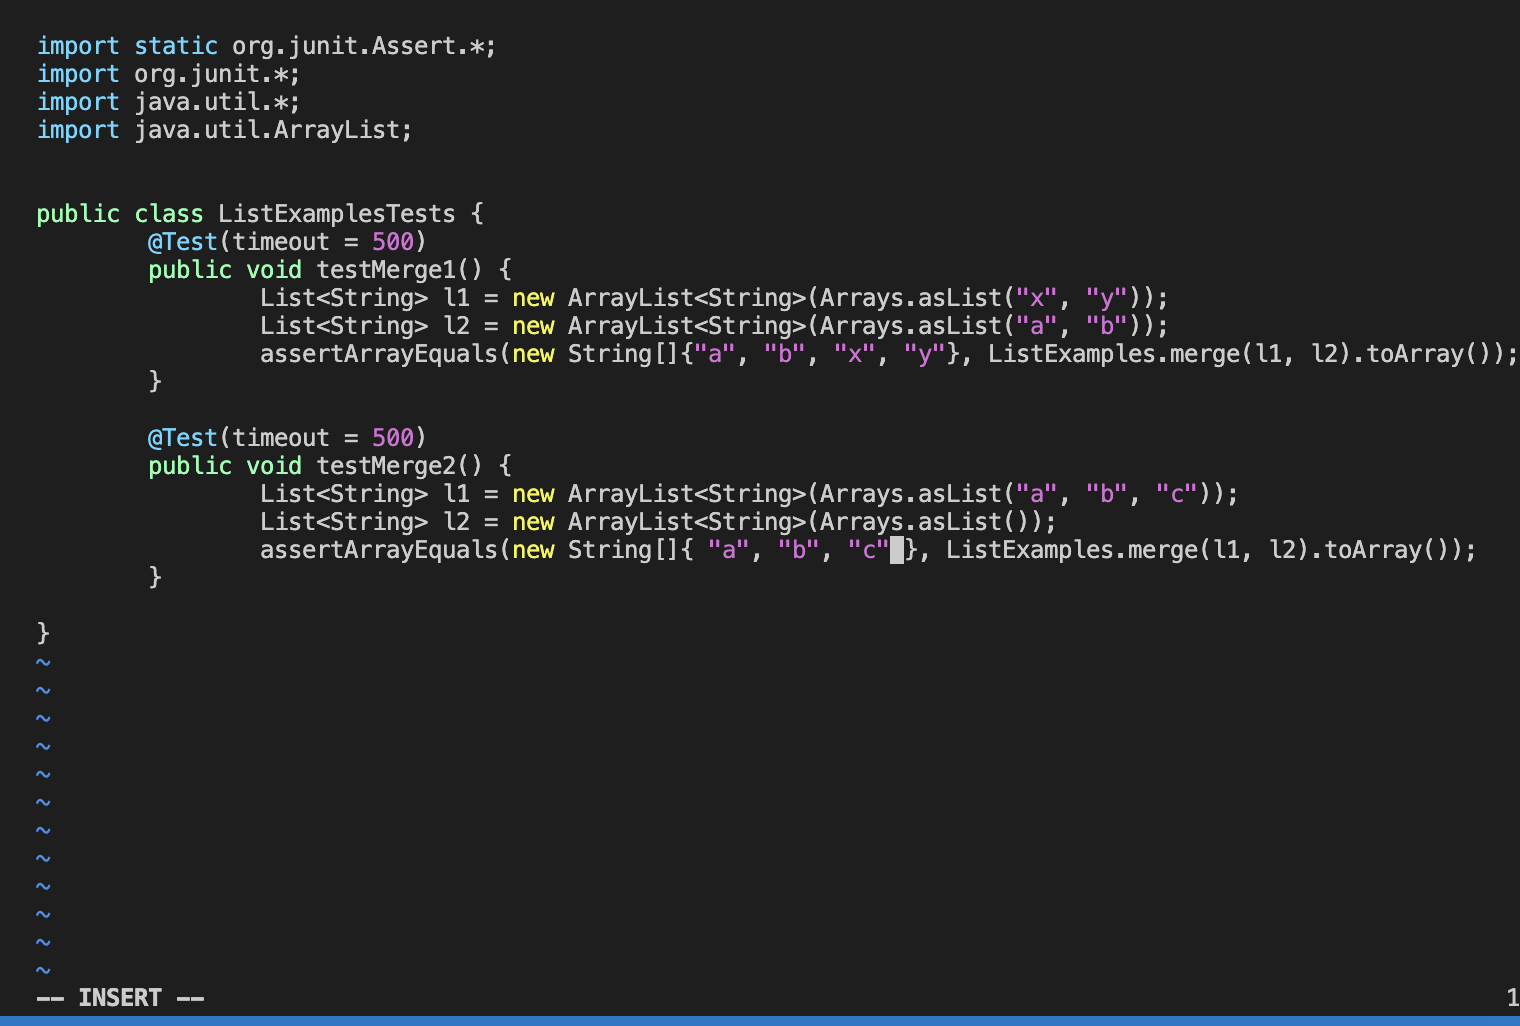 import static org.junit.Assert.*;
import org.junit.*;
import java.util.*;
import java.util.ArrayList;


public class ListExamplesTests {
        @Test(timeout = 500)
        public void testMerge1() {
                List<String> l1 = new ArrayList<String>(Arrays.asList("x", "y"));
                List<String> l2 = new ArrayList<String>(Arrays.asList("a", "b"));
                assertArrayEquals(new String[]{"a", "b", "x", "y"}, ListExamples.merge(l1, l2).toArray());
        }

        @Test(timeout = 500)
        public void testMerge2() {
                List<String> l1 = new ArrayList<String>(Arrays.asList("a", "b", "c"));
                List<String> l2 = new ArrayList<String>(Arrays.asList());
                assertArrayEquals(new String[]{ "a", "b", "c" }, ListExamples.merge(l1, l2).toArray());
        }

}
~
~
~
~
~
~
~
~
~
~
~
~
-- INSERT -- 1